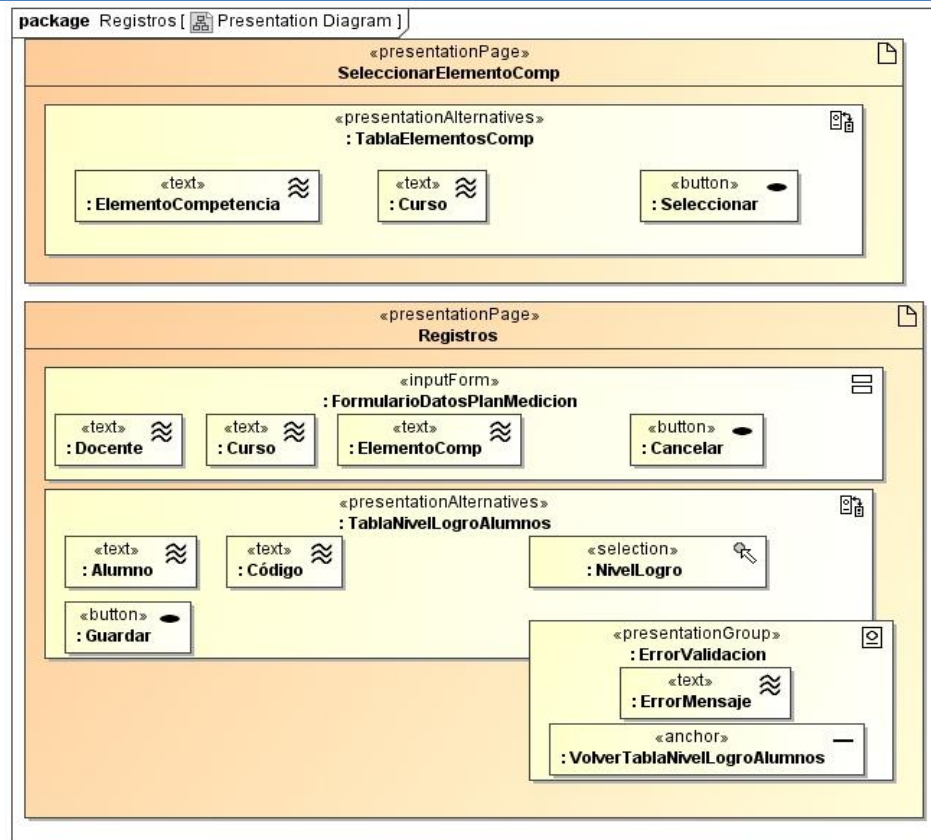 package Registros [ Presentation Diagram ]
«presentationPage»
SeleccionarElementoComp
«presentationAlternatives»
: TablaElementosComp
«text»
: ElementoCompetencia
«text»
: Curso
«button»
: Seleccionar
«presentationPage»
Registros
«inputForm»
: FormularioDatosPlanMedicion
«text»
: Docente
«text»
: Curso
«text»
: ElementoComp
«button»
: Cancelar
«presentationAlternatives»
: TablaNivelLogroAlumnos
«text»
: Alumno
«text»
: Código
«selection»
: NivelLogro
«button»
: Guardar
«presentationGroup»
: ErrorValidacion
«text»
: ErrorMensaje
«anchor»
: VolverTablaNivelLogroAlumnos